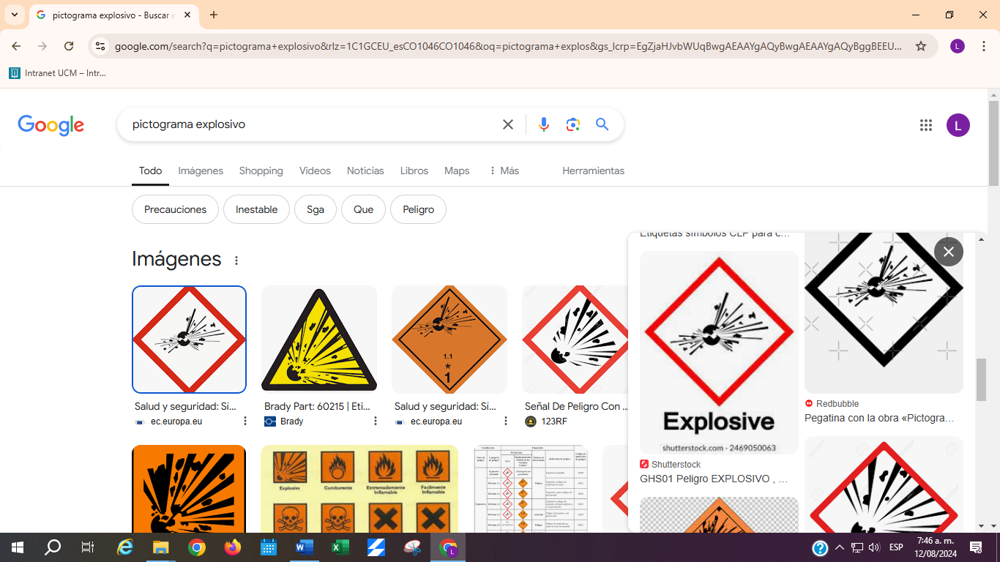 pictograma explosivo - Buscar c
google.com/search?q=pictograma+explosivo&rlz=1C1GCEU_esCO1046CO1046&oq=pictograma+explos&gs_lcrp=EgZjaHJvbWUqBwgAEAAYgAQyBwgAEAAYgAQyBggBEEU...
L
Intranet UCM – Intr...
Google
pictograma explosivo
L
Todo
Imágenes
Shopping
Videos
Noticias
Libros
Maps
Más
Herramientas
Precauciones
Inestable
Sga
Que
Peligro
Imágenes
1.1
*
1
Salud y seguridad: Sí...
ec.europa.eu
Brady Part: 60215 | Eti...
Brady
Salud y seguridad: Sí...
ec.europa.eu
Señal De Peligro Con ...
123RF
Explosivo
Comburente
Extremadamente
Inflamable
Facilmente
Inflamable
Etiquetas símbolos CLP para c...
Explosive
shutterstock.com · 2469050063
Shutterstock
GHS01 Peligro EXPLOSIVO , ...
Redbubble
Pegatina con la obra «Pictogra...
ESP
7:46 a. m.
12/08/2024